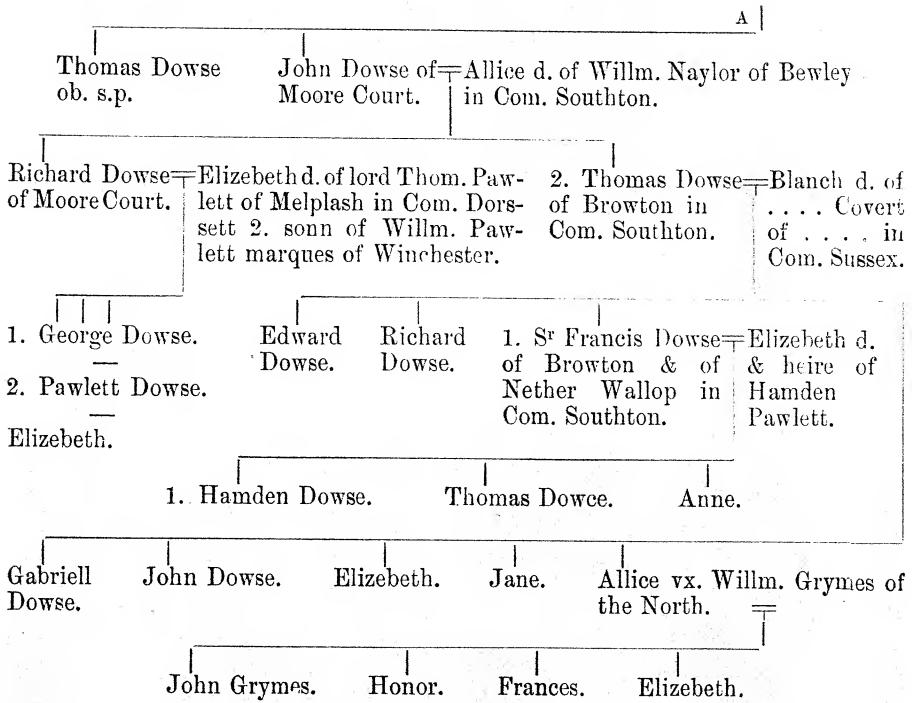 A
Thomas Dowse
ob. s.p.
John Dowse of
Moore Court.
Allice d. of Willm. Naylor of Bewley
in Com. Southton.
Richard Dowse
of Moore Court.
Elizebeth d. of lord Thom. Paw-
lett of Melplash in Com. Dors-
sett 2. sonn of Willm. Paw-
lett marques of Winchester.
2. Thomas Dowse
of Browton in
Com. Southton.
Blanch d. of
. . . . Covert
of . . . . in
Com. Sussex.
1. George Dowse.
2. Pawlett Dowse.
Elizebeth.
Edward
Dowse.
Richard
Dowse.
1. Sr Francis Dowse
of Browton & of
Nether Wallop in
Com. Southton.
Elizebeth d.
& heire of
Hamden
Pawlett.
1. Hamden Dowse.
Thomas Dowce.
Anne.
Gabriell
Dowse.
John Dowse.
Elizebeth.
Jane.
Allice vx. Willm. Grymes of
the North.
John Grymes.
Honor.
Frances.
Elizebeth.